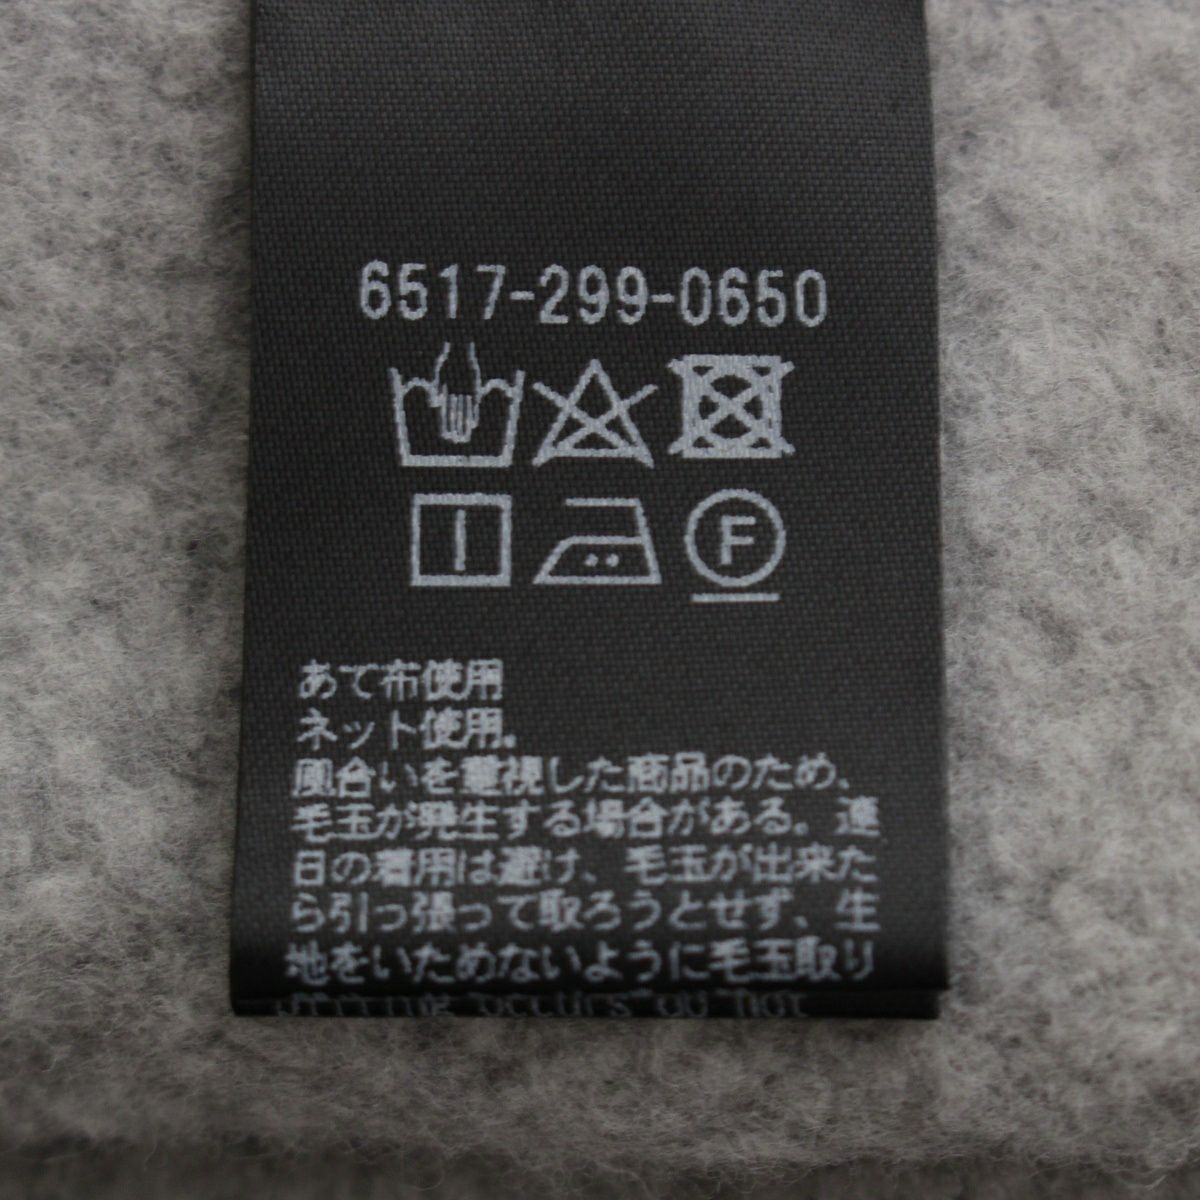 6517-299-0650
F
あて布使用
ネット使用。
風合いを重視した商品のため、
毛玉が発生する場合がある。連
日の着用は避け、毛玉が出来た
ら引っ張って取ろうとせず、生
地をいためないように毛玉取り
occurs do not